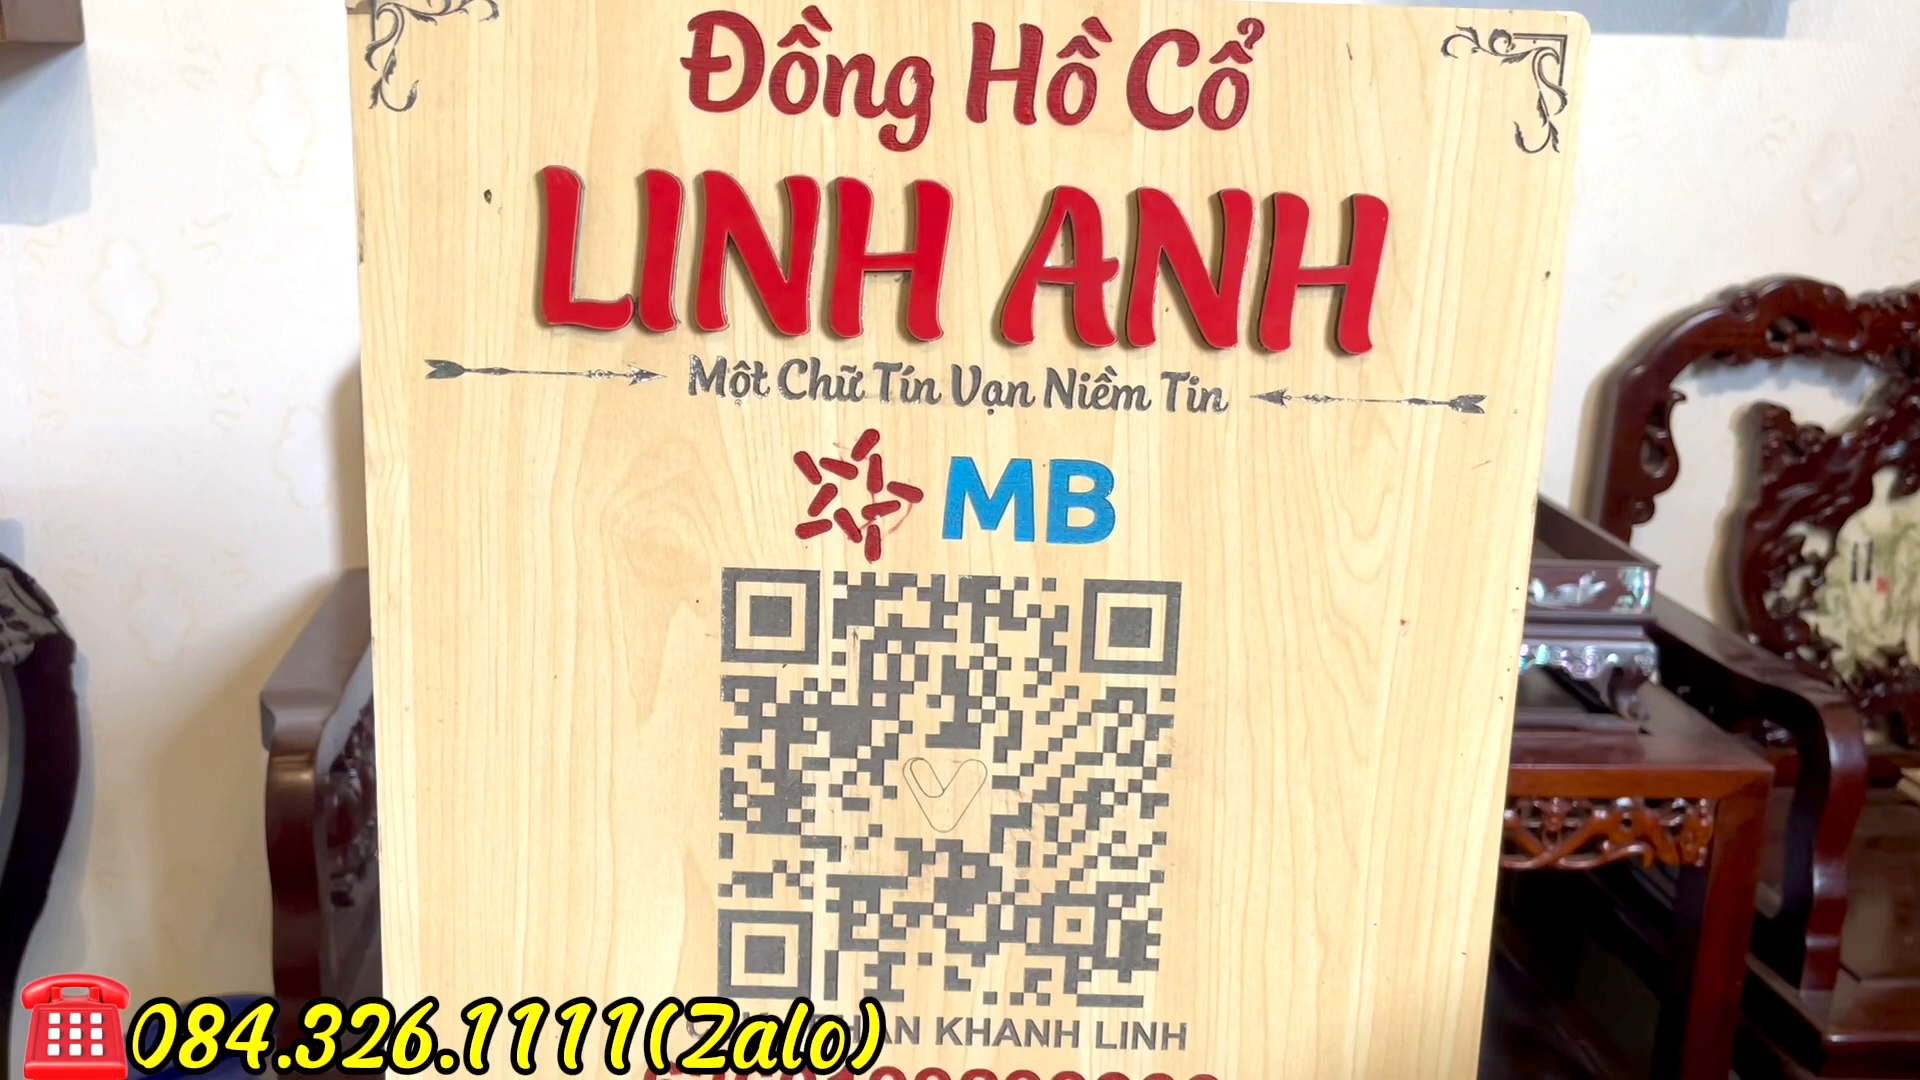 Đồng Hồ Cổ
LINH ANH
Một Chữ Tín Vạn Niềm Tin
MB
KHANH LINH
084.326.1111(Zalo)